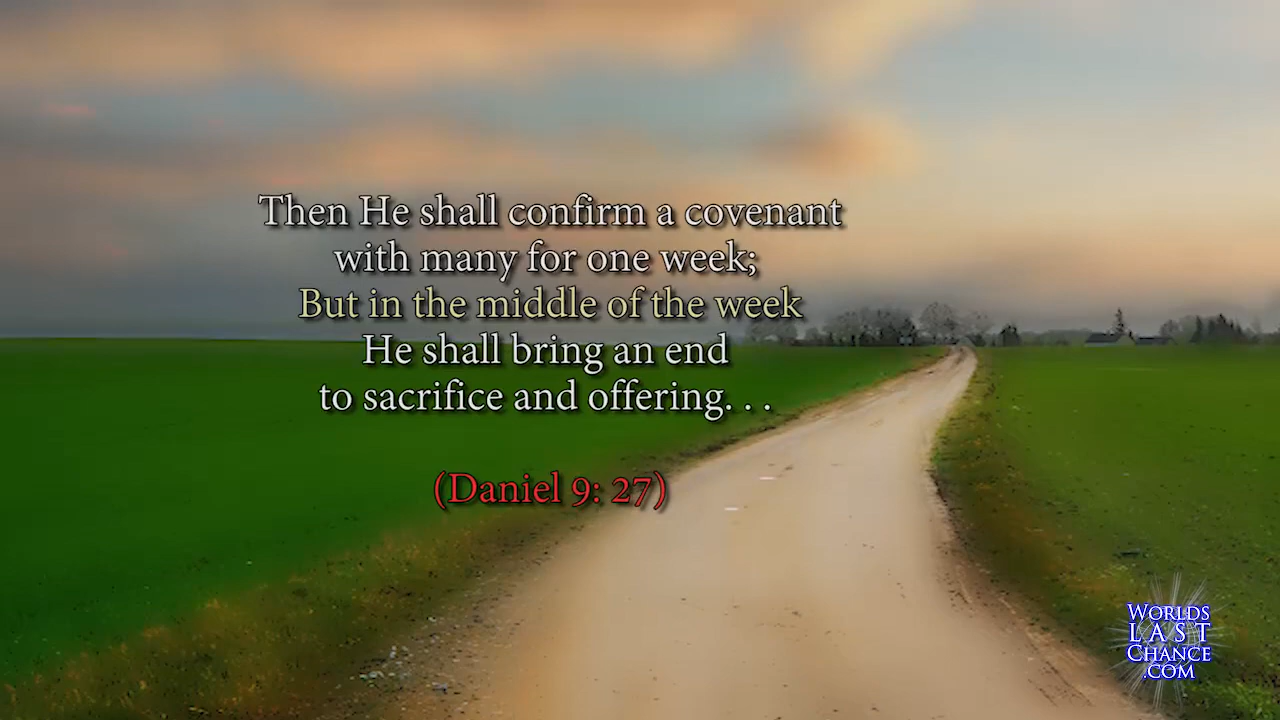 Then He shall confirm a covenant
with many for one week;
But in the middle of the week
He shall bring an end
to sacrifice and offering. . .
(Daniel 9: 27)
WORLDS
LAST
CHANCE
.COM